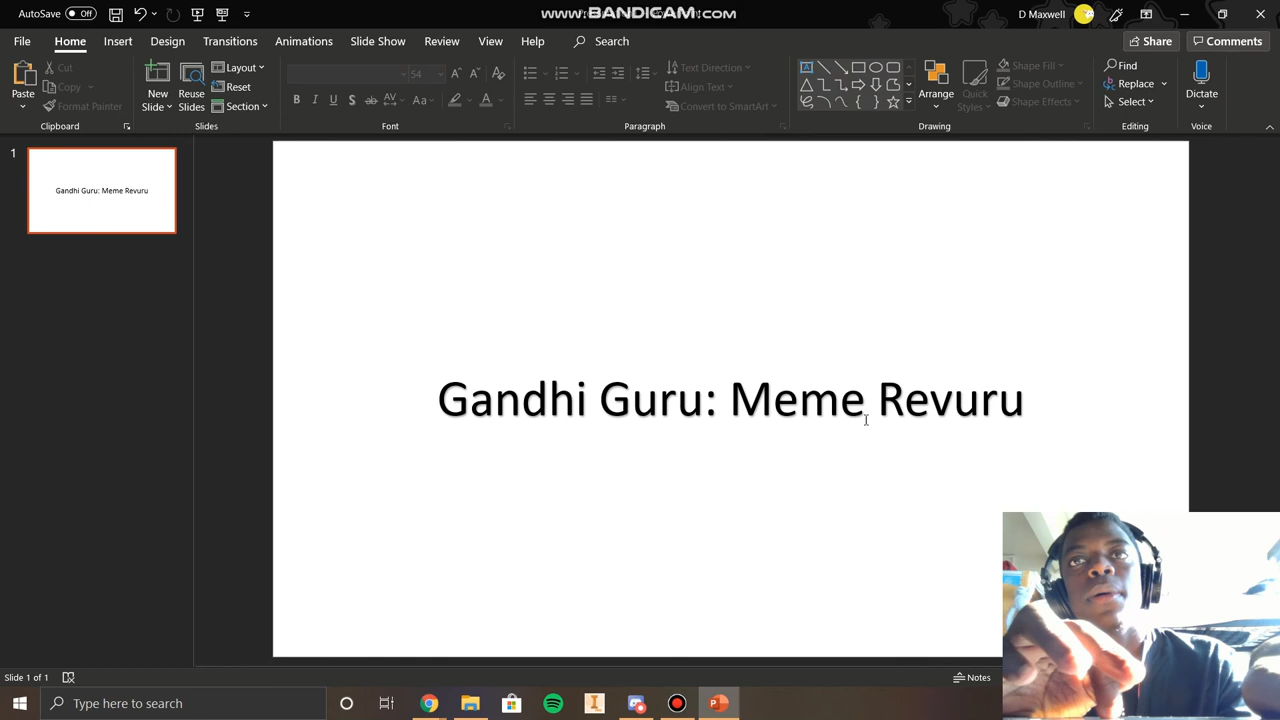 AutoSave Off
WWW.BANDICAM.COM
D Maxwell
File Home Insert Design Transitions Animations Slide Show Review View Help Search Share Comments
Paste
Cut
Copy
Format Painter
Clipboard
New Slide
Reuse Slides
Layout
Reset
Section
Slides
54
B I U S ab AV Aa A
Font
Text Direction
Align Text
Convert to SmartArt
Paragraph
Arrange
Quick Styles
Shape Fill
Shape Outline
Shape Effects
Drawing
Find
Replace
Select
Editing
Dictate
Voice
1
Gandhi Guru: Meme Revuru
Gandhi Guru: Meme Revuru
Slide 1 of 1
Notes
Type here to search